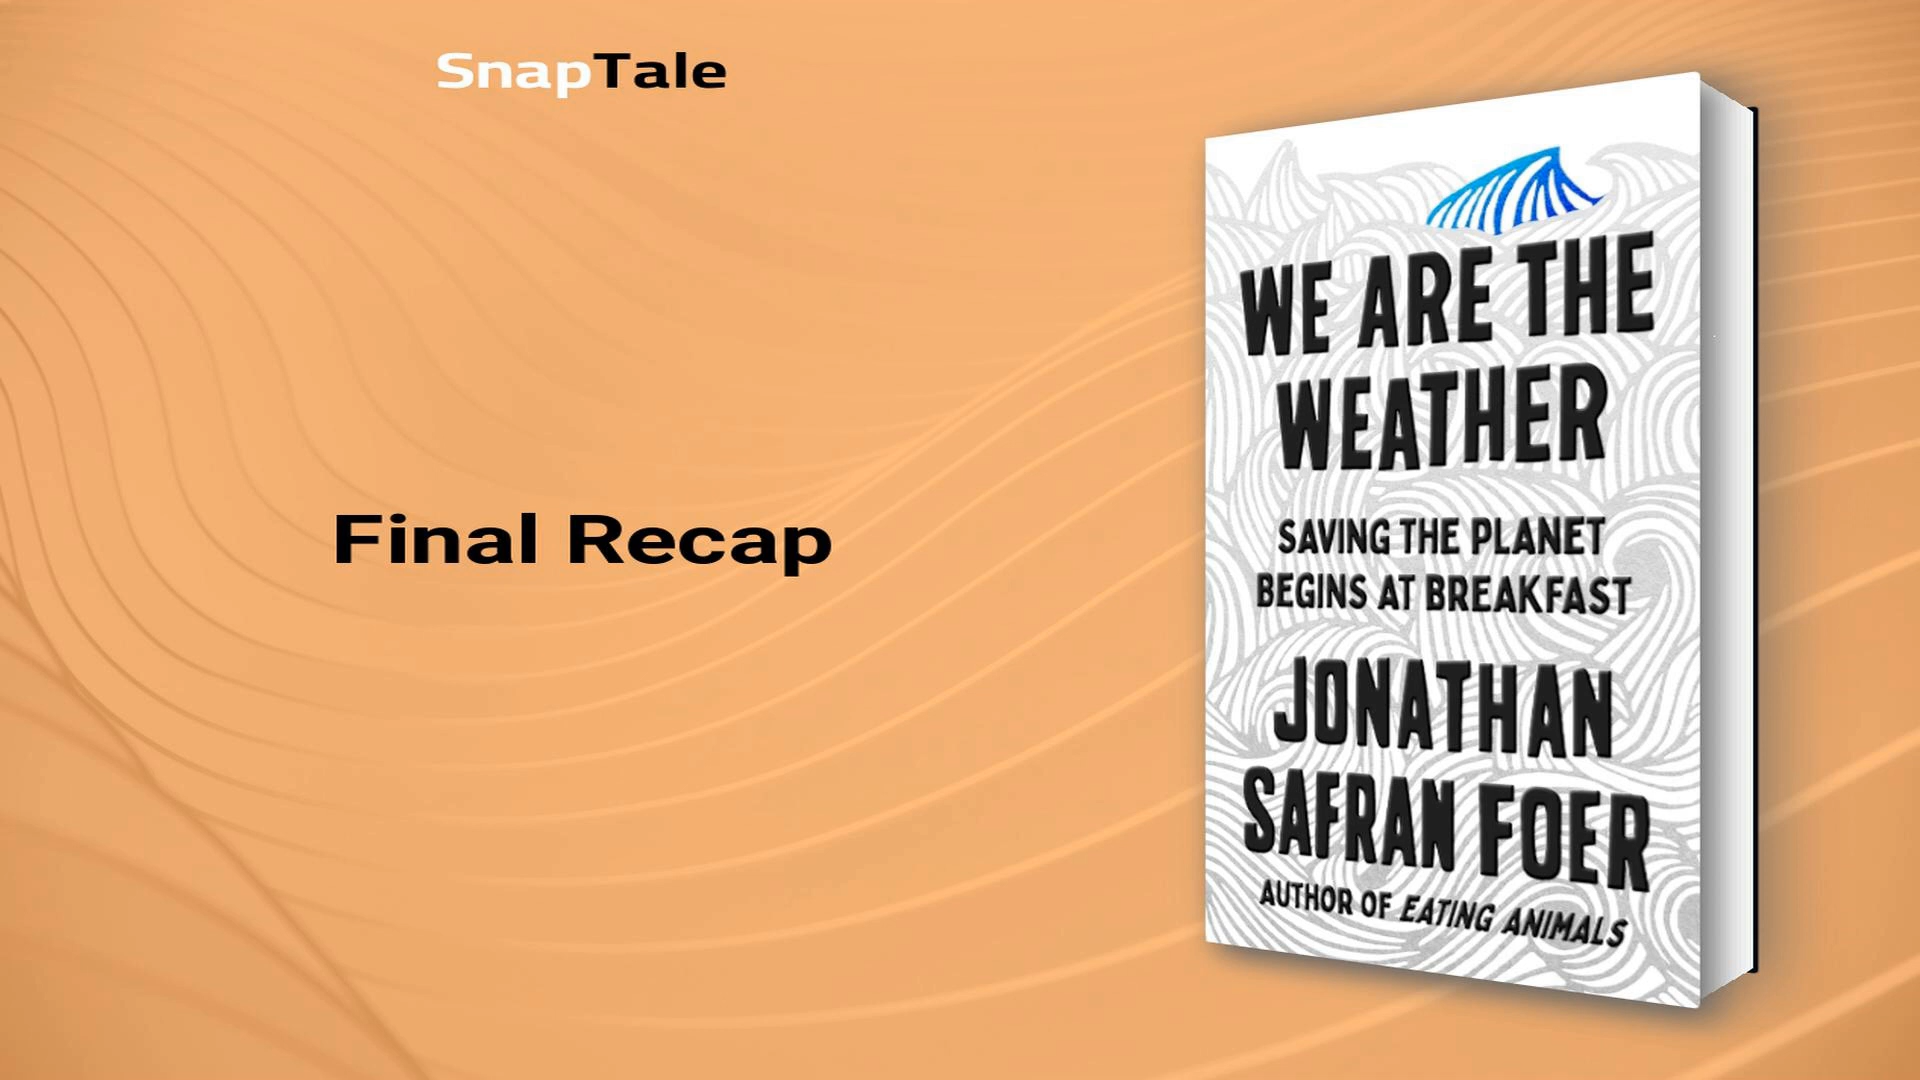 SnapTale
Final Recap
WE ARE THE
WEATHER
SAVING THE PLANET
BEGINS AT BREAKFAST
JONATHAN
SAFRAN FOER
AUTHOR OF EATING ANIMALS